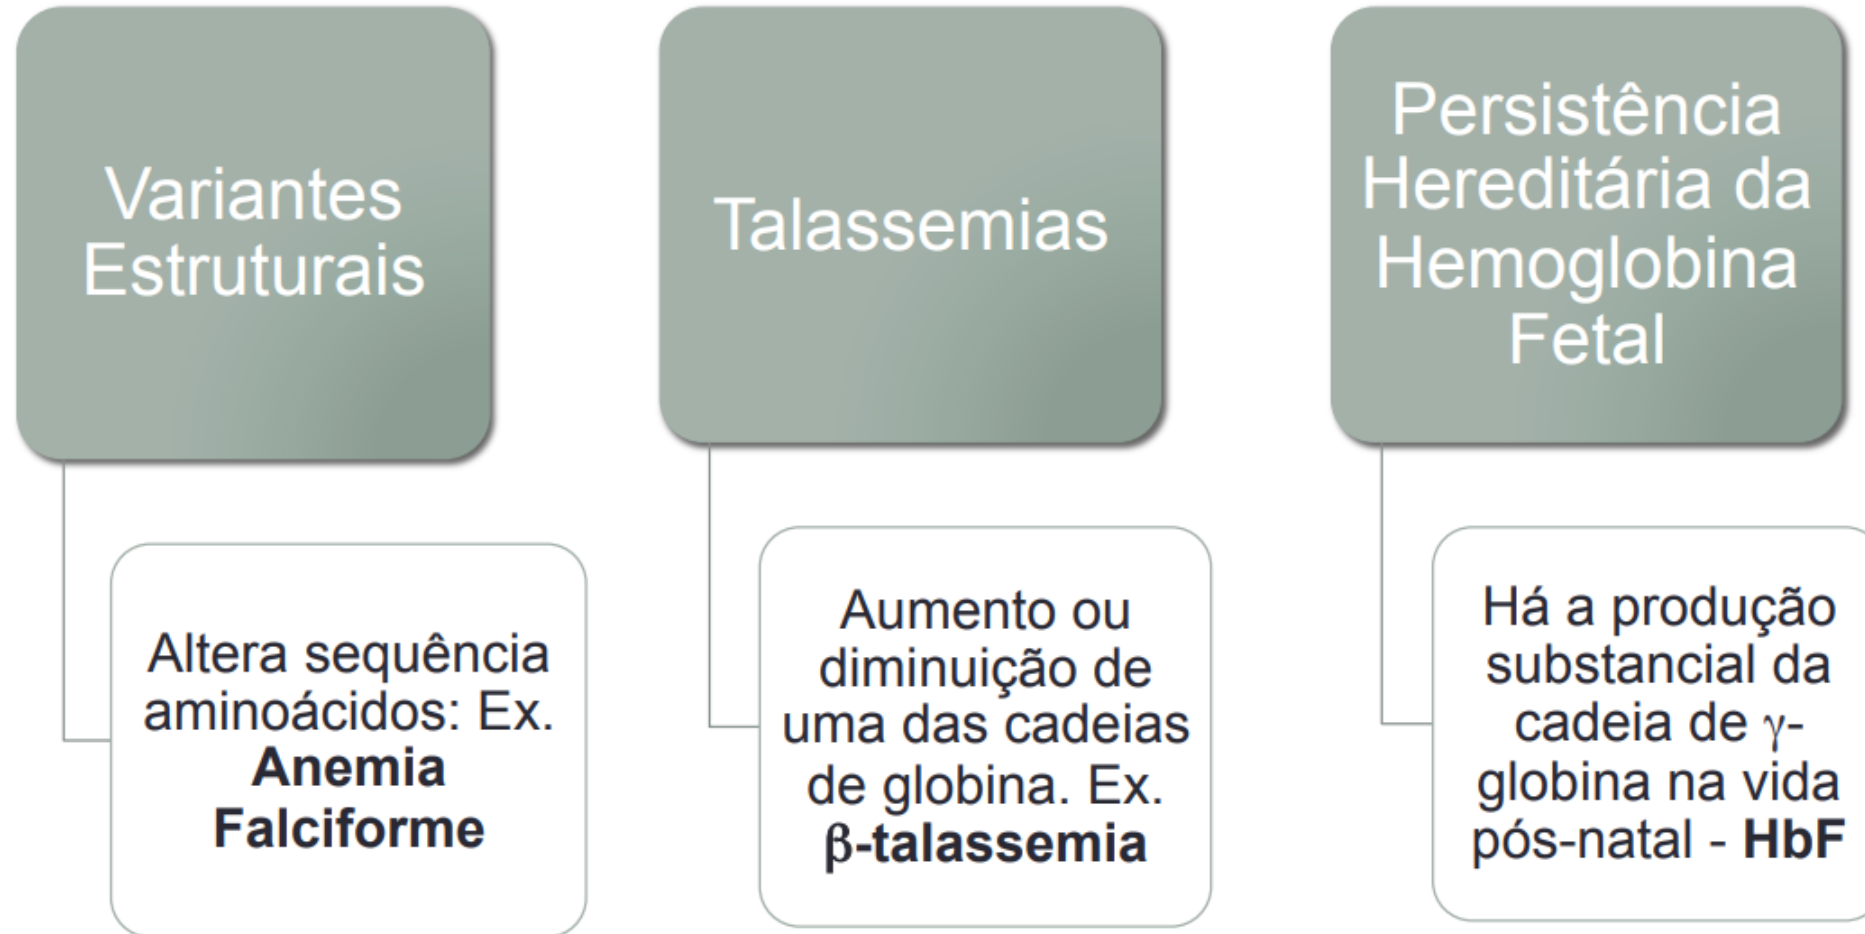 Variantes
Estruturais
Altera sequência
aminoácidos: Ex.
Anemia
Falciforme
Talassemias
Aumento ou
diminuição de
uma das cadeias
de globina. Ex.
β-talassemia
Persistência
Hereditária da
Hemoglobina
Fetal
Há a produção
substancial da
cadeia de γ-
globina na vida
pós-natal - HbF